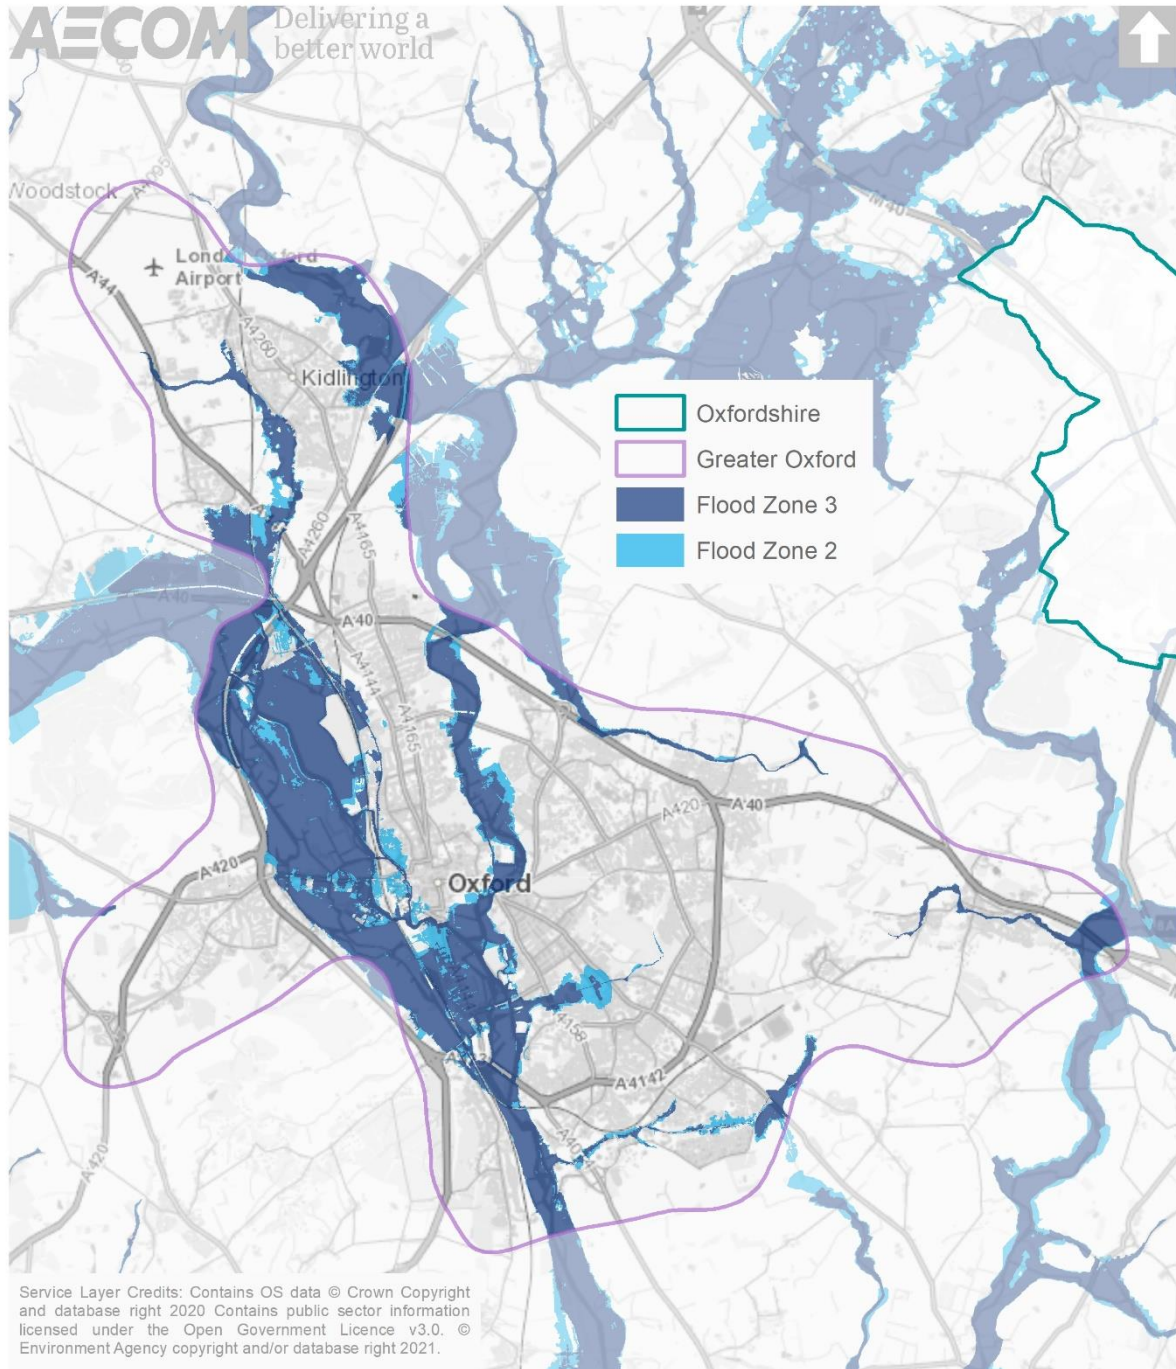 AECOM
Delivering a
better world
Woodstock
A4095
M40
London Oxford
Airport
A44
A4260
Kidlington
Oxfordshire
Greater Oxford
Flood Zone 3
Flood Zone 2
A4260
A4165
A40
A40
A4144
A4165
A420
A40
A420
Oxford
A4158
A4142
A420
Service Layer Credits: Contains OS data © Crown Copyright
and database right 2020 Contains public sector information
licensed under the Open Government Licence v3.0. ©
Environment Agency copyright and/or database right 2021.